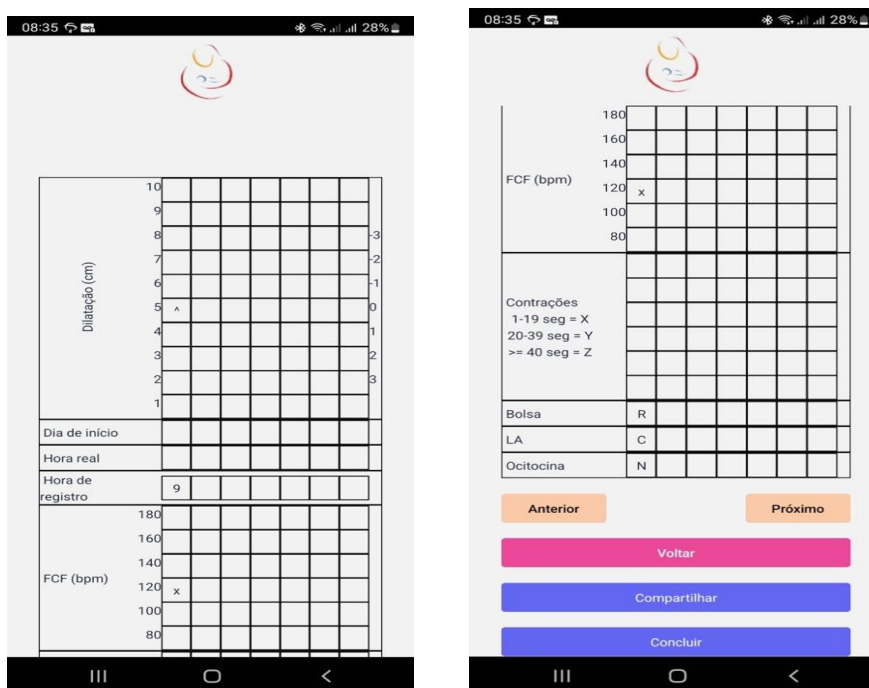 08:35 28%
10
9
8 -3
7 -2
6 -1
Dilatação (cm)
5 ^ 0
4 1
3 2
2 3
1
Dia de início
Hora real
Hora de
registro 9
180
160
140
FCF (bpm)
120 x
100
80
08:35 28%
180
160
140
FCF (bpm)
120 x
100
80
Contrações
1-19 seg = X
20-39 seg = Y
>= 40 seg = Z
Bolsa R
LA C
Ocitocina N
Anterior Próximo
Voltar
Compartilhar
Concluir